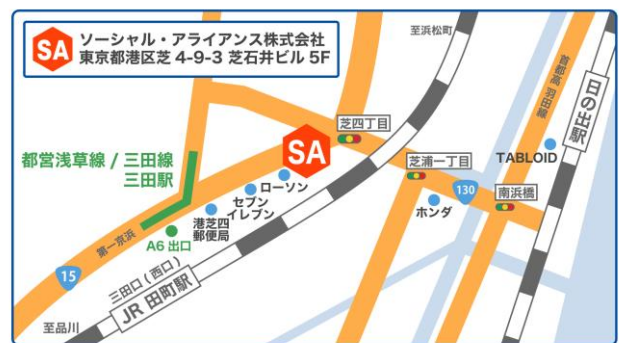 SA
ソーシャル・アライアンス株式会社
東京都港区芝 4-9-3 芝石井ビル 5F
至浜松町
首都高 羽田線
日の出駅
芝四丁目
SA
都営浅草線 / 三田線
三田駅
芝浦一丁目
TABLOID
ローソン
セブン
イレブン
130
南浜橋
ホンダ
港芝四
郵便局
第一京浜
A6 出口
15
三田口 (西口)
JR 田町駅
至品川